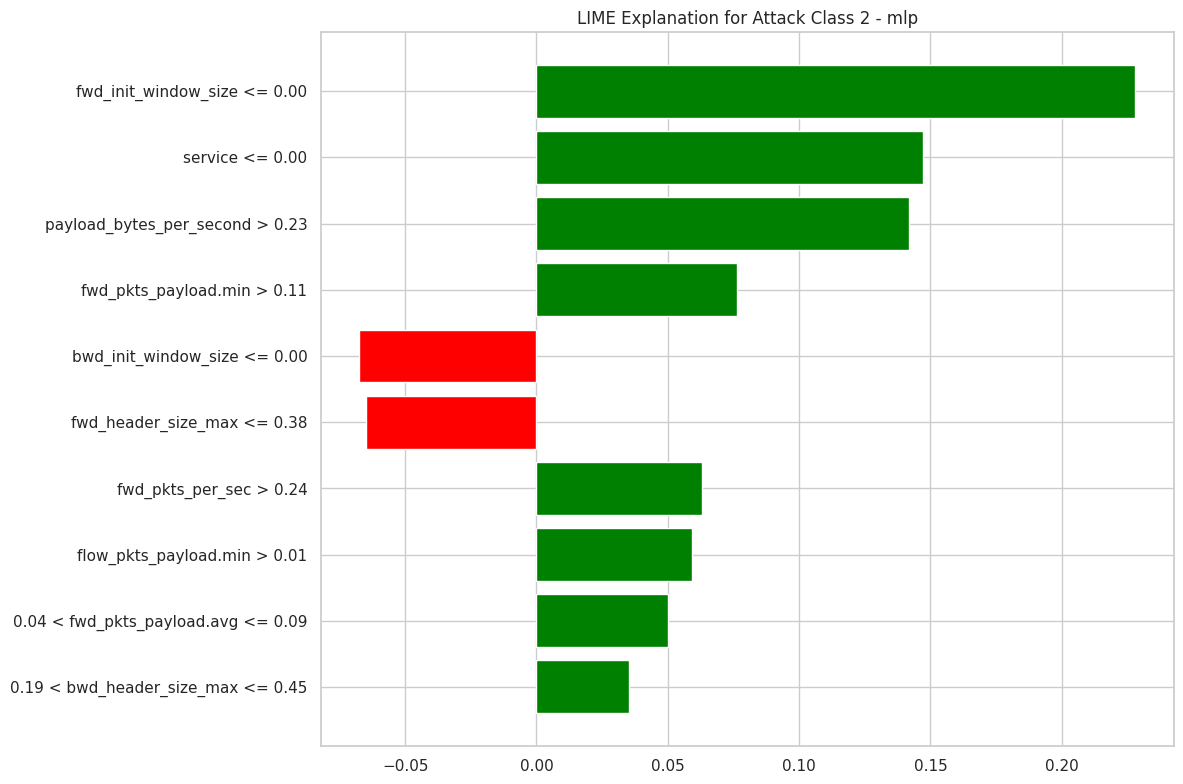 LIME Explanation for Attack Class 2 - mlp
fwd_init_window_size <= 0.00
service <= 0.00
payload_bytes_per_second > 0.23
fwd_pkts_payload.min > 0.11
bwd_init_window_size <= 0.00
fwd_header_size_max <= 0.38
fwd_pkts_per_sec > 0.24
flow_pkts_payload.min > 0.01
0.04 < fwd_pkts_payload.avg <= 0.09
0.19 < bwd_header_size_max <= 0.45
−0.05 0.00 0.05 0.10 0.15 0.20